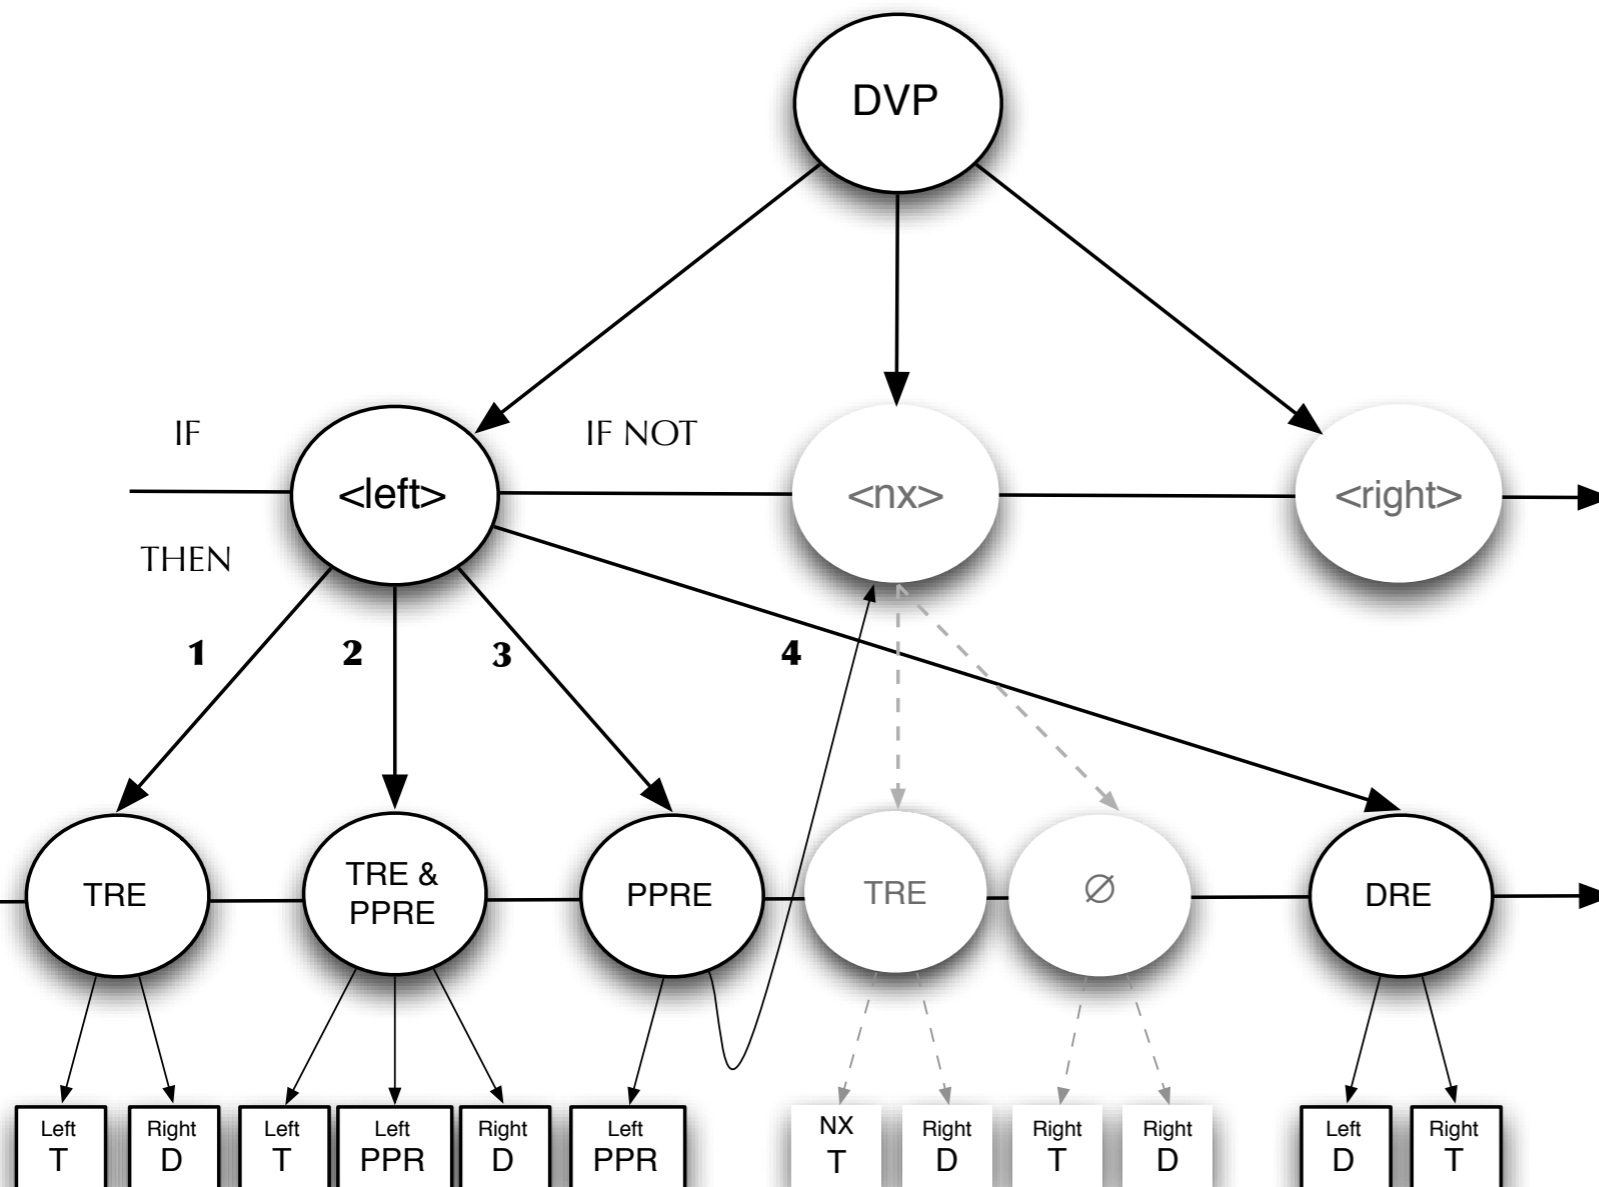 DVP
IF
IF NOT
<left>
<nx>
<right>
THEN
1
2
3
4
TRE
TRE &
PPRE
PPRE
TRE
∅
DRE
Left
T
Right
D
Left
T
Left
PPR
Right
D
Left
PPR
NX
T
Right
D
Right
T
Right
D
Left
D
Right
T